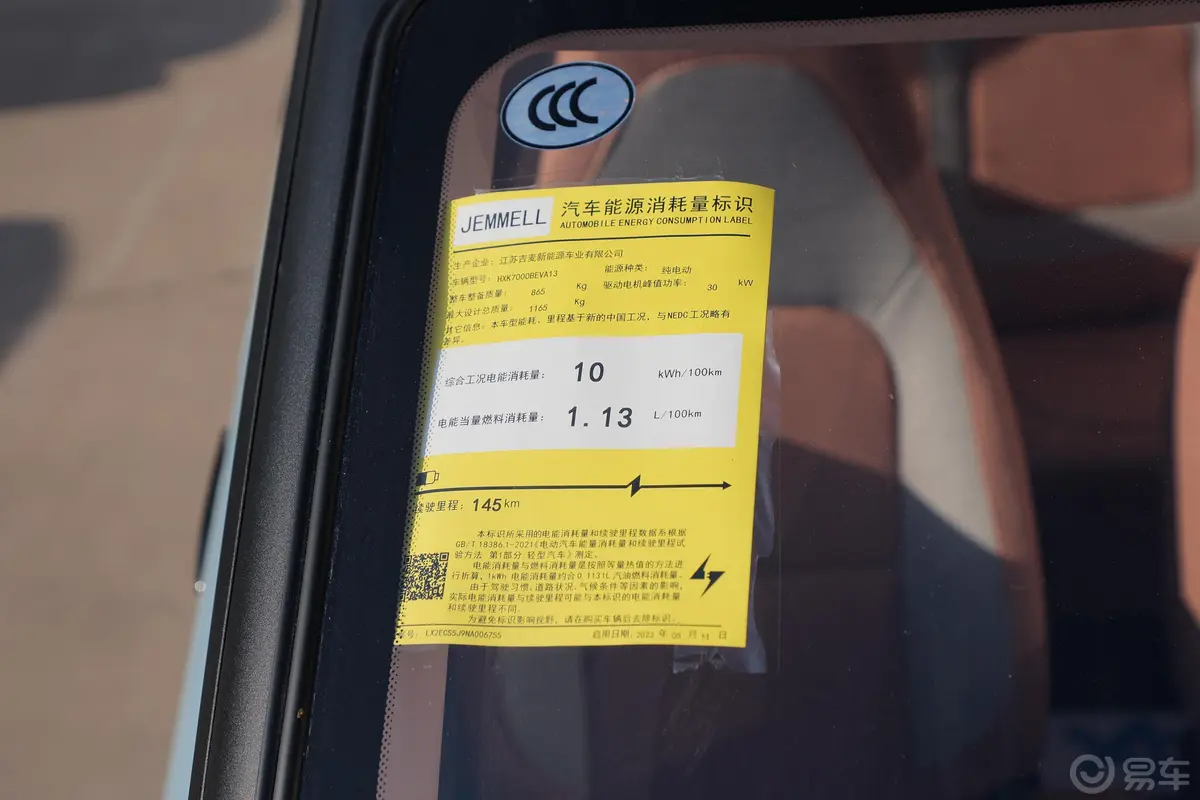 CCC
JEMMELL
汽车能源消耗量标识
AUTOMOBILE ENERGY CONSUMPTION LABEL
生产企业：江苏吉麦新能源车业有限公司
车辆型号：HXK7000BEVA13 能源种类：纯电动
整车整备质量：865 Kg 驱动电机峰值功率：30 kW
最大设计总质量：1165 Kg
其它信息：本车型能耗、里程基于新的中国工况，与NEDC工况略有
差异。
综合工况电能消耗量：10 kWh/100km
电能当量燃料消耗量：1.13 L/100km
续驶里程：145km
本标识所采用的电能消耗量和续驶里程数据系根据
GB/T 18386.1-2021《电动汽车能量消耗量和续驶里程试
验方法 第1部分 轻型汽车》测定。
电能消耗量与燃料消耗量是按照等量热值的方法进
行折算，1kWh 电能消耗量约合0.1131L 汽油燃料消耗量。
由于驾驶习惯、道路状况、气候条件等因素的影响，
实际电能消耗量与续驶里程可能与本标识的电能消耗量
和续驶里程不同。
为避免标识影响视野，请在购买车辆后去除标识。
号：LX2ECS5J9NA006755 启用日期：2022 年 05 月 11 日
易车